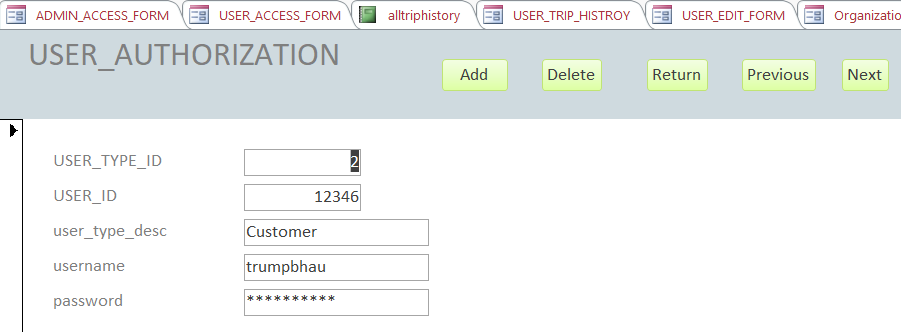 ADMIN_ACCESS_FORM USER_ACCESS_FORM alltriphistory USER_TRIP_HISTROY USER_EDIT_FORM Organizatio
USER_AUTHORIZATION
Add Delete Return Previous Next
USER_TYPE_ID 2
USER_ID 12346
user_type_desc Customer
username trumpbhau
password **********